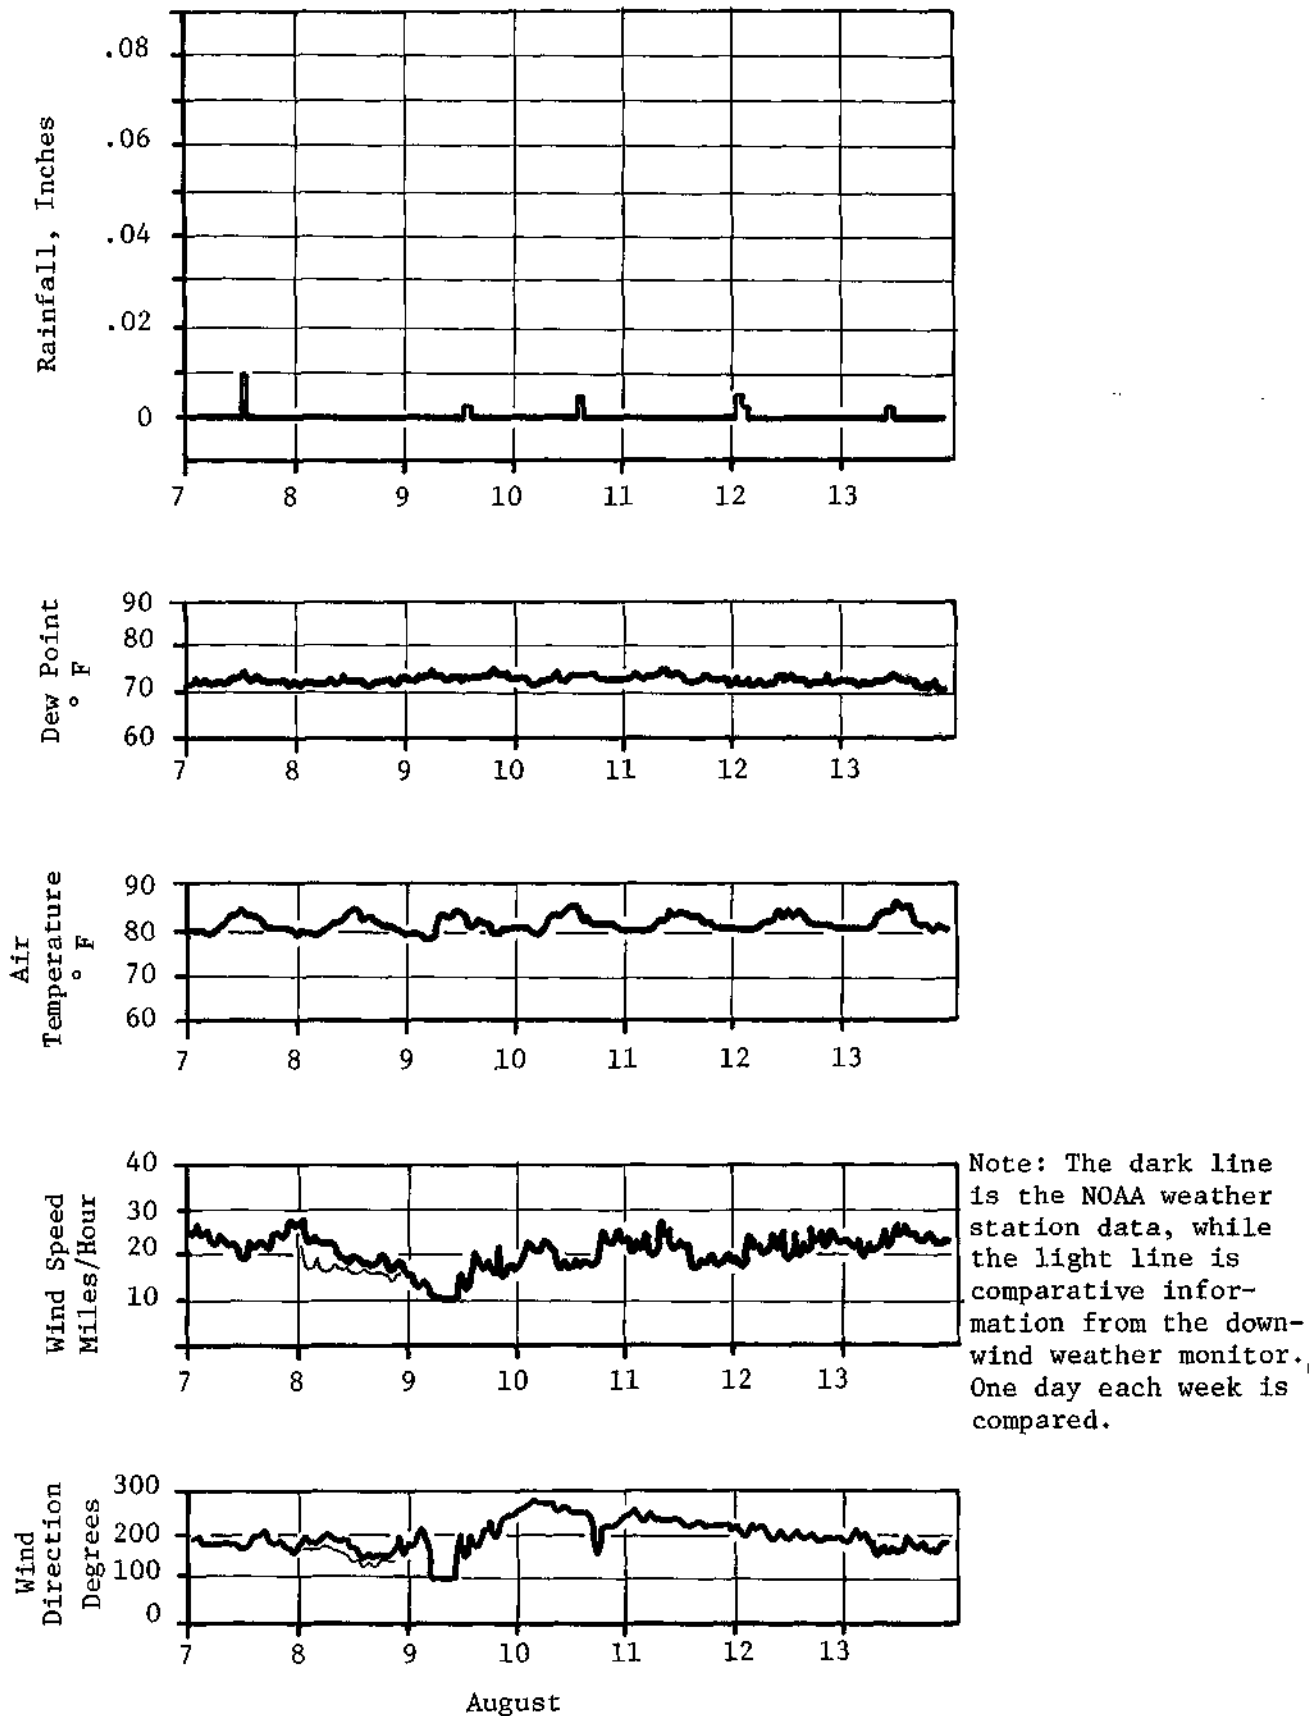 Rainfall, Inches
.08
.06
.04
.02
0
7 8 9 10 11 12 13
Dew Point
° F
90
80
70
60
7 8 9 10 11 12 13
Air
Temperature
° F
90
80
70
60
7 8 9 10 11 12 13
Wind Speed
Miles/Hour
40
30
20
10
7 8 9 10 11 12 13
Note: The dark line
is the NOAA weather
station data, while
the light line is
comparative infor-
mation from the down-
wind weather monitor.
One day each week is
compared.
Wind
Direction
Degrees
300
200
100
0
7 8 9 10 11 12 13
August